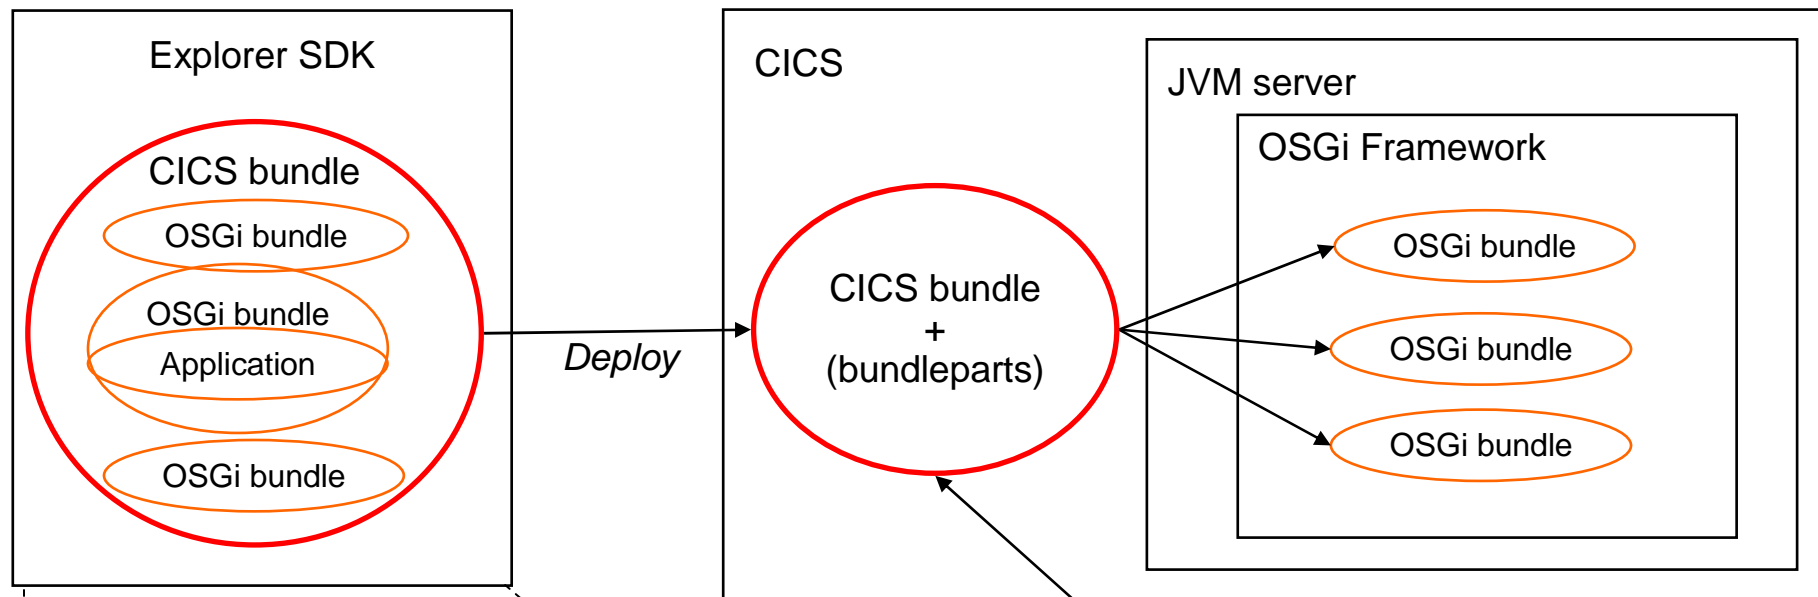 Explorer SDK
CICS bundle
OSGi bundle
OSGi bundle
Application
OSGi bundle
Deploy
CICS
CICS bundle
+
(bundleparts)
JVM server
OSGi Framework
OSGi bundle
OSGi bundle
OSGi bundle